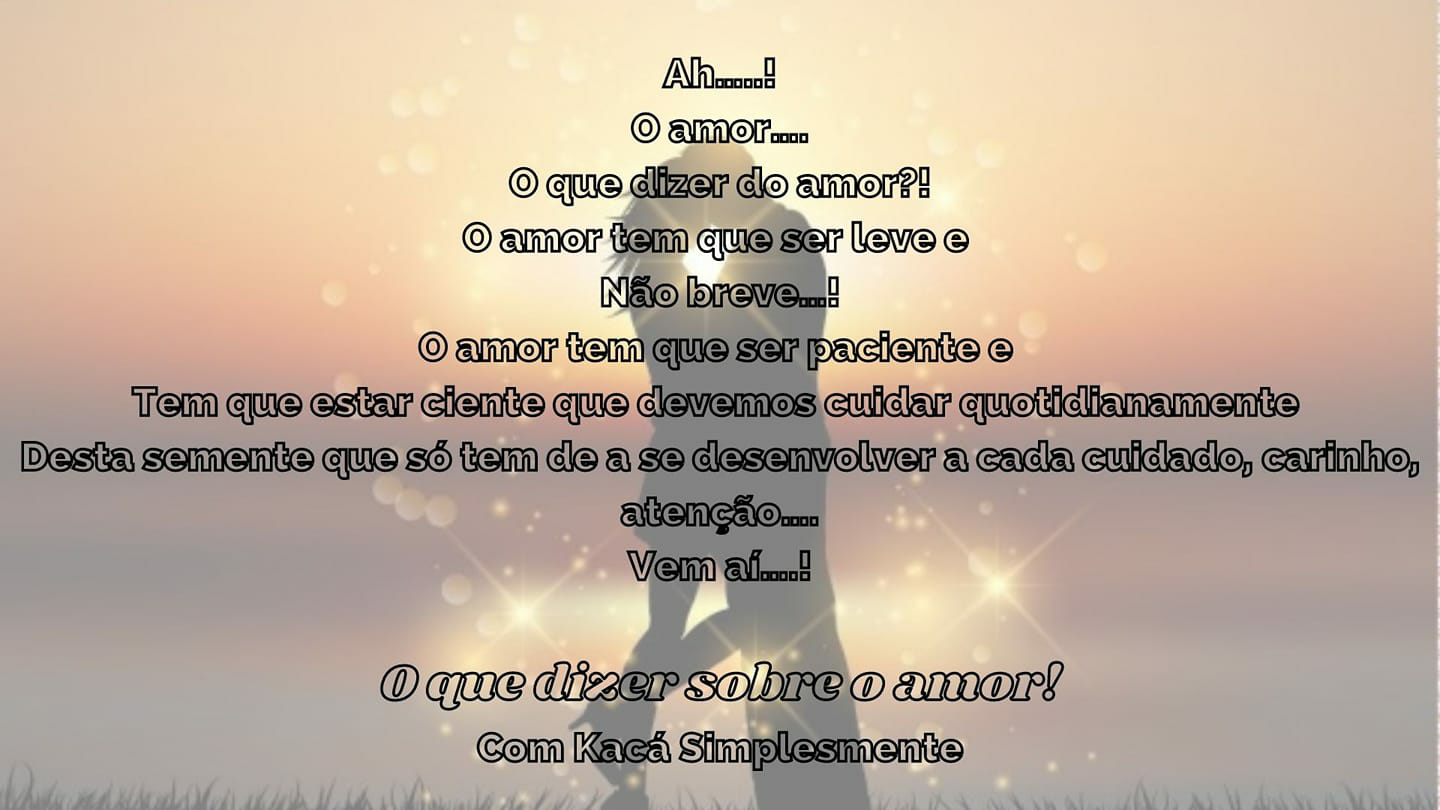 Ah.....!
O amor....
O que dizer do amor?!
O amor tem que ser leve e
Não breve...!
O amor tem que ser paciente e
Tem que estar ciente que devemos cuidar quotidianamente
Desta semente que só tem de a se desenvolver a cada cuidado, carinho,
atenção....
Vem aí....!
O que dizer sobre o amor!
Com Kacá Simplesmente